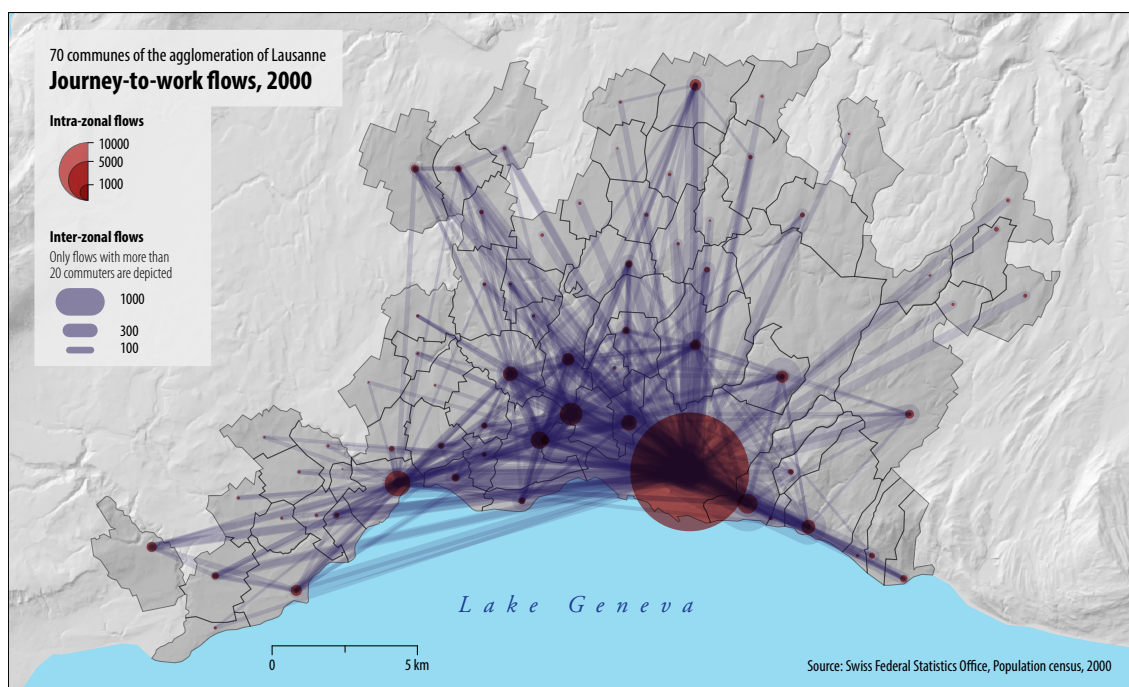 70 communes of the agglomeration of Lausanne
Journey-to-work flows, 2000
Intra-zonal flows
10000
5000
1000
Inter-zonal flows
Only flows with more than
20 commuters are depicted
1000
300
100
Lake Geneva
0 5 km
Source: Swiss Federal Statistics Office, Population census, 2000